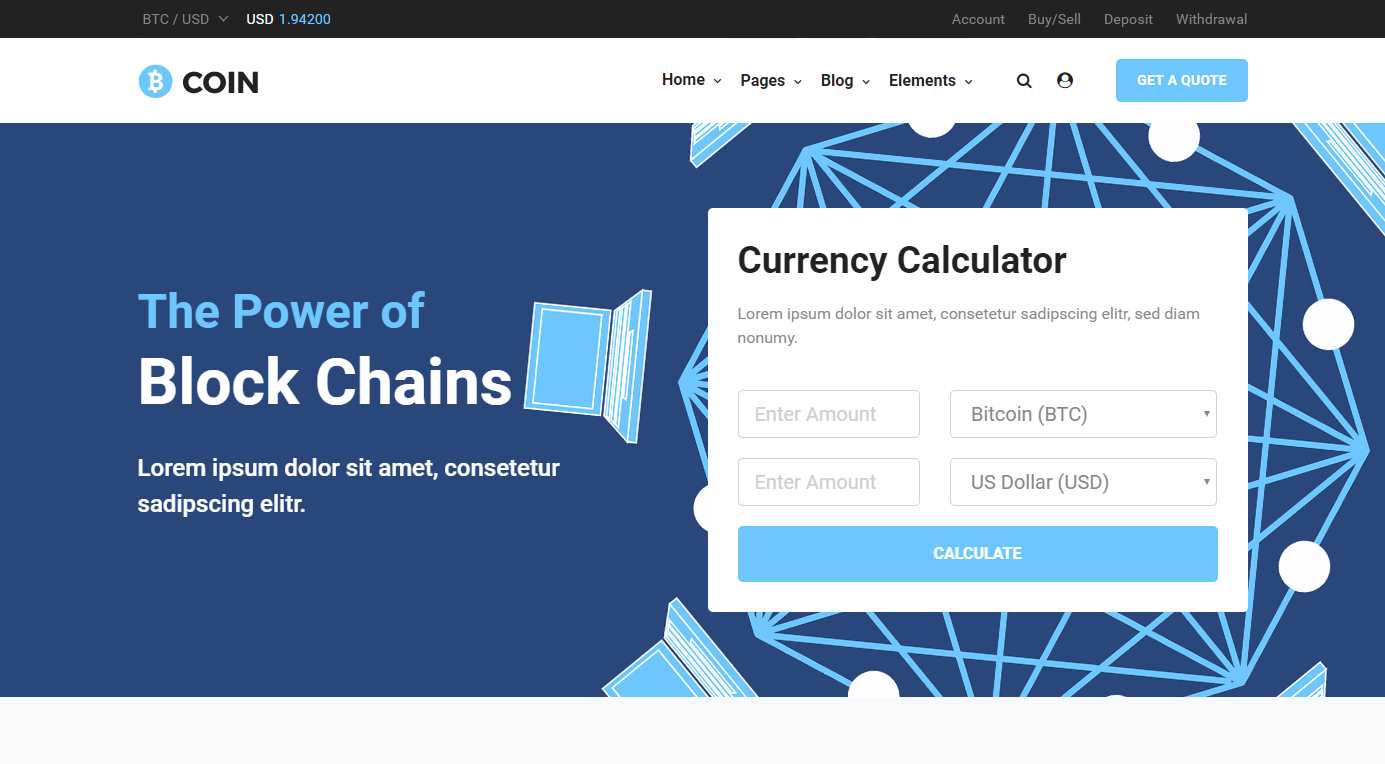 BTC / USD USD 1.94200 Account Buy/Sell Deposit Withdrawal
COIN Home Pages Blog Elements GET A QUOTE
The Power of
Block Chains
Lorem ipsum dolor sit amet, consetetur
sadipscing elitr.
Currency Calculator
Lorem ipsum dolor sit amet, consetetur sadipscing elitr, sed diam
nonumy.
Enter Amount Bitcoin (BTC)
Enter Amount US Dollar (USD)
CALCULATE